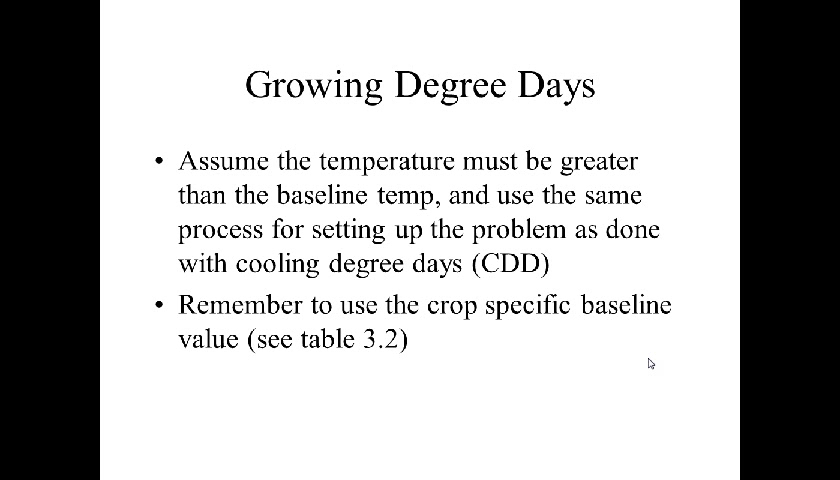 Growing Degree Days
• Assume the temperature must be greater
than the baseline temp, and use the same
process for setting up the problem as done
with cooling degree days (CDD)
• Remember to use the crop specific baseline
value (see table 3.2)